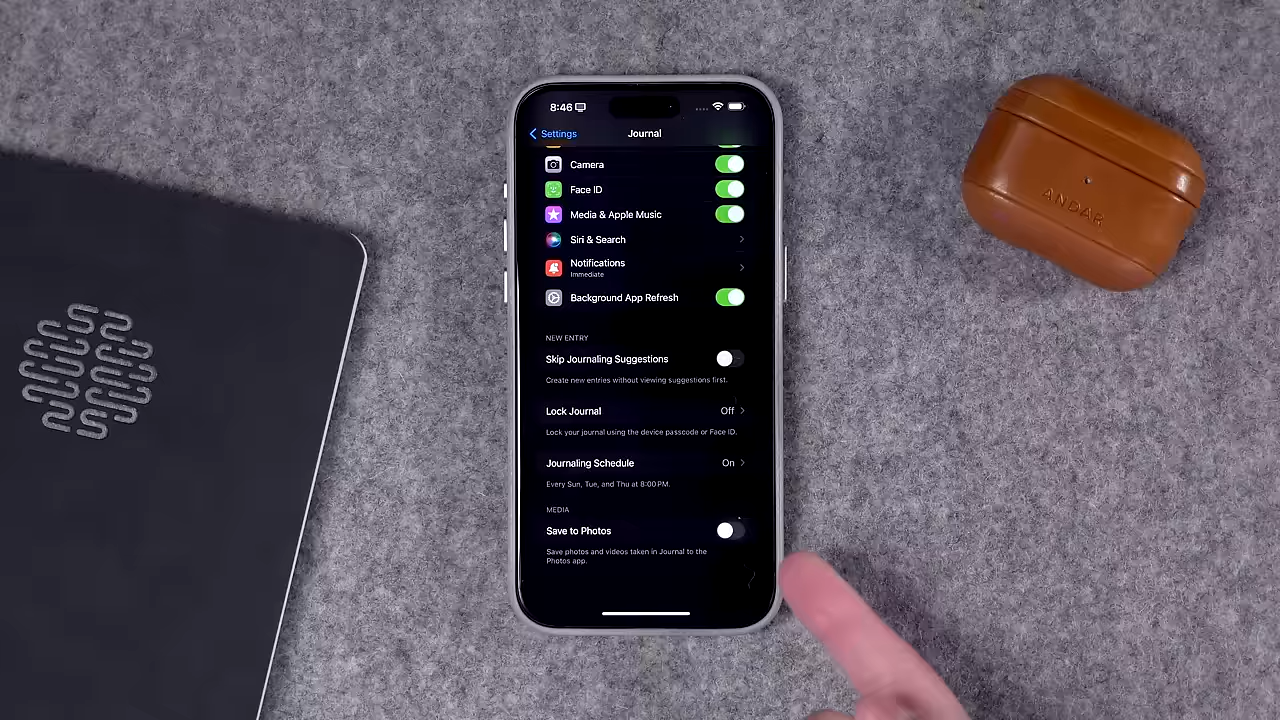 8:46
Settings
Journal
Camera
Face ID
Media & Apple Music
Siri & Search
Notifications
Immediate
Background App Refresh
NEW ENTRY
Skip Journaling Suggestions
Create new entries without viewing suggestions first.
Lock Journal
Off
Lock your journal using the device passcode or Face ID.
Journaling Schedule
On
Every Sun, Tue, and Thu at 8:00 PM.
MEDIA
Save to Photos
Save photos and videos taken in Journal to the
Photos app.
ANDAR